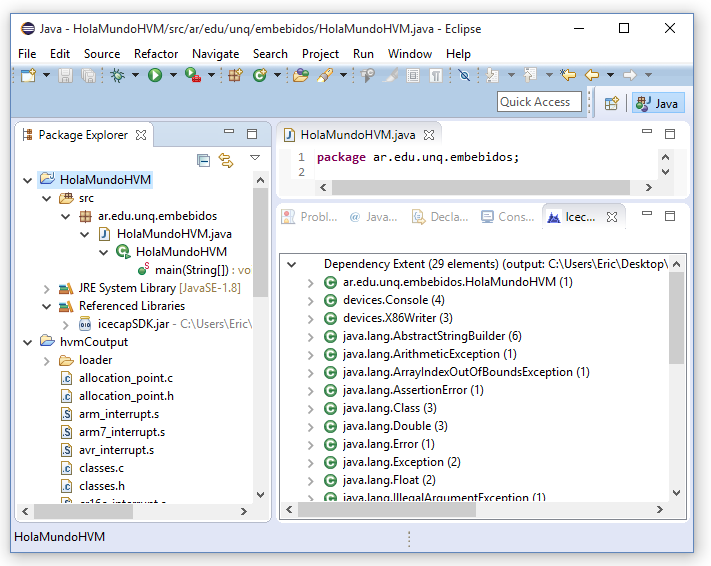 Java - HolaMundoHVM/src/ar/edu/unq/embebidos/HolaMundoHVM.java - Eclipse
File Edit Source Refactor Navigate Search Project Run Window Help
Quick Access
Java
Package Explorer
HolaMundoHVM
src
ar.edu.unq.embebidos
HolaMundoHVM.java
HolaMundoHVM
main(String[]) : vo
JRE System Library [JavaSE-1.8]
Referenced Libraries
icecapSDK.jar - C:\Users\Eric\
hvmCoutput
loader
allocation_point.c
allocation_point.h
arm_interrupt.s
arm7_interrupt.s
avr_interrupt.s
classes.c
classes.h
HolaMundoHVM.java
1 package ar.edu.unq.embebidos;
2
Probl... Java... Decla... Cons... Icec...
Dependency Extent (29 elements) (output: C:\Users\Eric\Desktop\
ar.edu.unq.embebidos.HolaMundoHVM (1)
devices.Console (4)
devices.X86Writer (3)
java.lang.AbstractStringBuilder (6)
java.lang.ArithmeticException (1)
java.lang.ArrayIndexOutOfBoundsException (1)
java.lang.AssertionError (1)
java.lang.Class (3)
java.lang.Double (3)
java.lang.Error (1)
java.lang.Exception (2)
java.lang.Float (2)
java.lang.IllegalArgumentException (1)
HolaMundoHVM